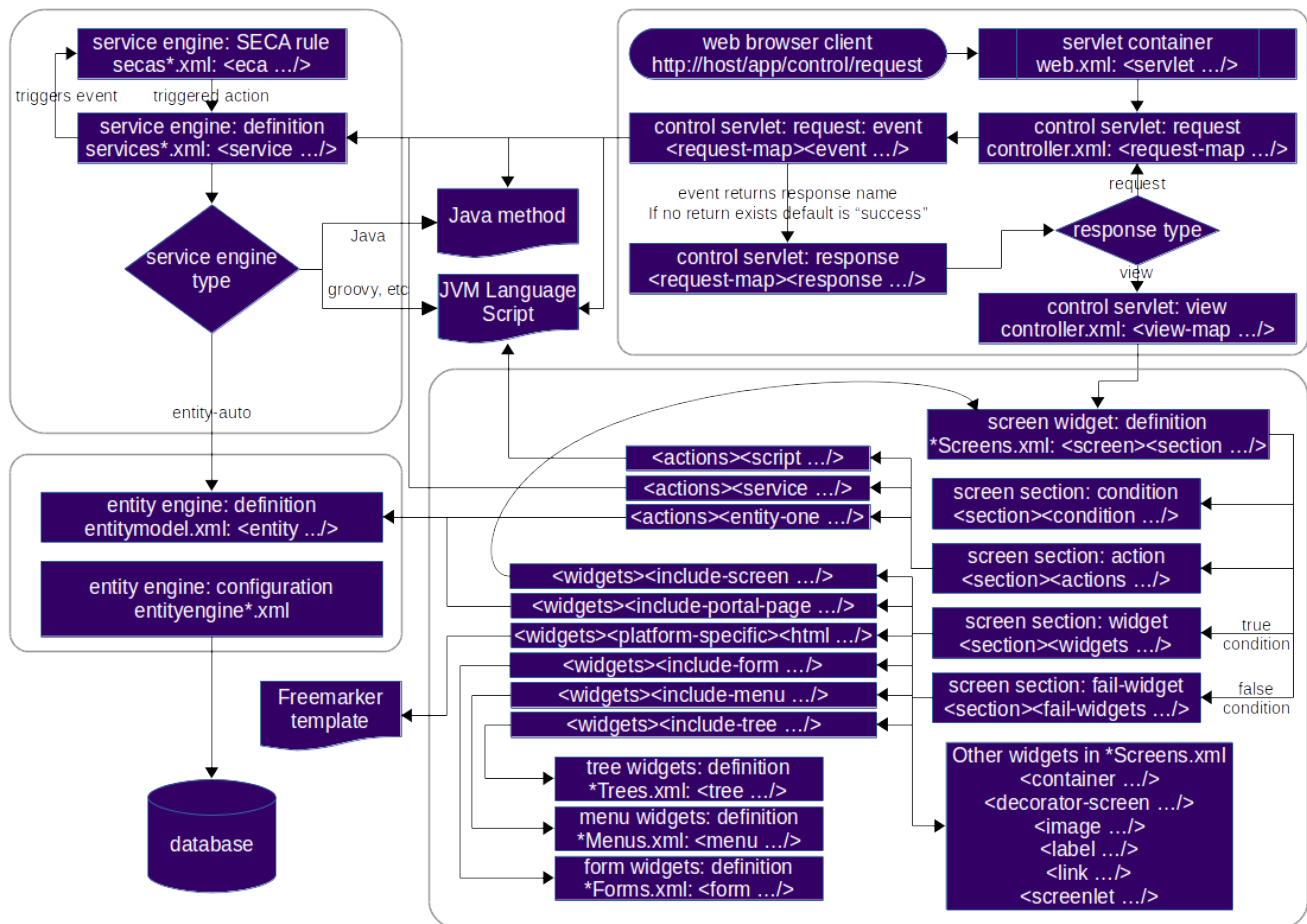 service engine: SECA rule
secas*.xml: <eca …/>
triggers event
triggered action
service engine: definition
services*.xml: <service …/>
service engine
type
Java
groovy, etc
entity-auto
Java method
JVM Language
Script
web browser client
http://host/app/control/request
servlet container
web.xml: <servlet …/>
control servlet: request: event
<request-map><event …/>
control servlet: request
controller.xml: <request-map …/>
event returns response name
If no return exists default is “success”
request
response type
view
control servlet: response
<request-map><response …/>
control servlet: view
controller.xml: <view-map …/>
screen widget: definition
*Screens.xml: <screen><section …/>
<actions><script …/>
<actions><service …/>
<actions><entity-one …/>
screen section: condition
<section><condition …/>
screen section: action
<section><actions …/>
screen section: widget
<section><widgets …/>
true
condition
screen section: fail-widget
<section><fail-widgets …/>
false
condition
entity engine: definition
entitymodel.xml: <entity .../>
entity engine: configuration
entityengine*.xml
<widgets><include-screen …/>
<widgets><include-portal-page …/>
<widgets><platform-specific><html …/>
<widgets><include-form …/>
<widgets><include-menu …/>
<widgets><include-tree …/>
Freemarker
template
database
tree widgets: definition
*Trees.xml: <tree …/>
menu widgets: definition
*Menus.xml: <menu …/>
form widgets: definition
*Forms.xml: <form …/>
Other widgets in *Screens.xml
<container …/>
<decorator-screen …/>
<image …/>
<label …/>
<link …/>
<screenlet …/>